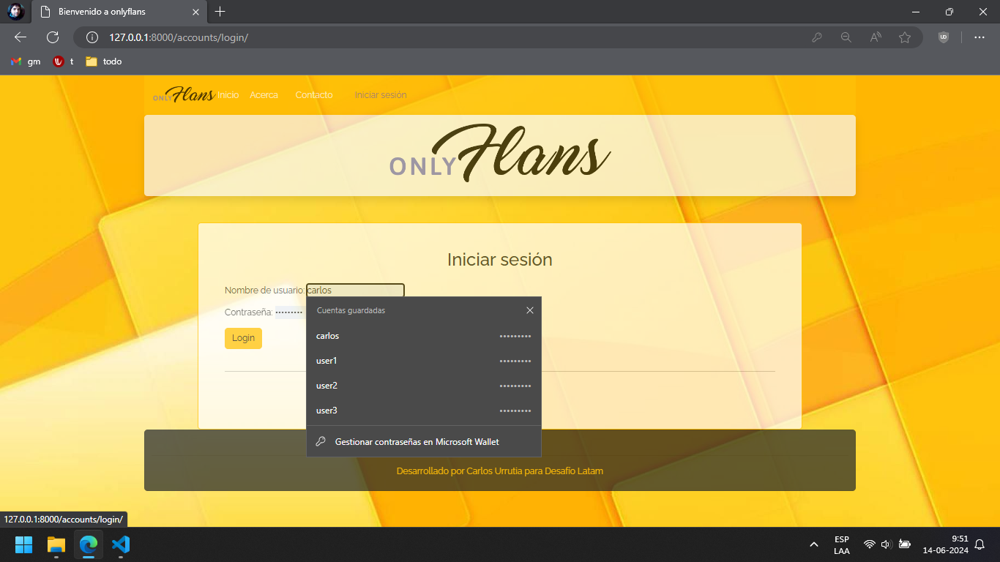 Bienvenido a onlyflans
127.0.0.1:8000/accounts/login/
gm t todo
ONLY Flans Inicio Acerca Contacto Iniciar sesión
ONLY Flans
Iniciar sesión
Nombre de usuario: carlos
Contraseña: •••••••••
Login
Cuentas guardadas
carlos •••••••••
user1 •••••••••
user2 •••••••••
user3 •••••••••
Gestionar contraseñas en Microsoft Wallet
Desarrollado por Carlos Urrutia para Desafío Latam
127.0.0.1:8000/accounts/login/
ESP
LAA
9:51
14-06-2024